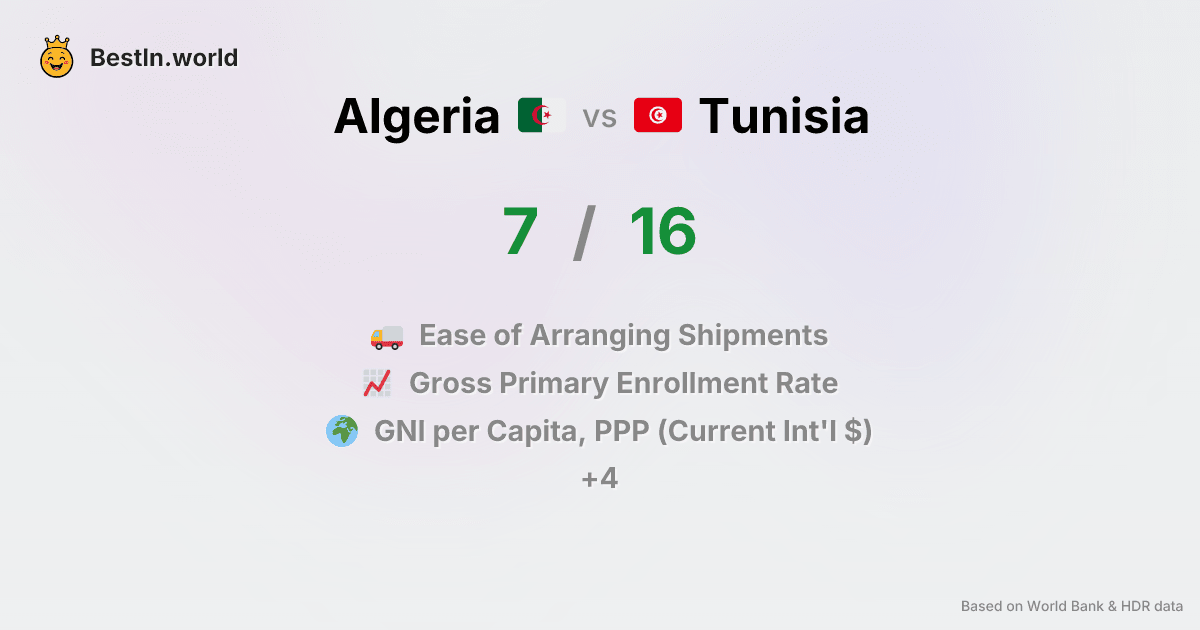 BestIn.world
Algeria vs Tunisia
7 / 16
Ease of Arranging Shipments
Gross Primary Enrollment Rate
GNI per Capita, PPP (Current Int'l $)
+4
Based on World Bank & HDR data